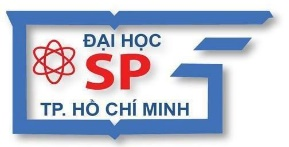 ĐẠI HỌC
SP
TP. HỒ CHÍ MINH